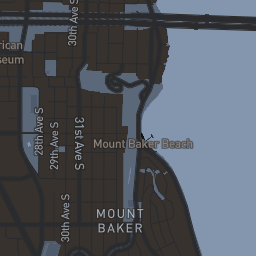 30th Ave S
rican
seum
31st Ave S
28th Ave S
29th Ave S
Mount Baker Beach
30th Ave S
MOUNT
BAKER